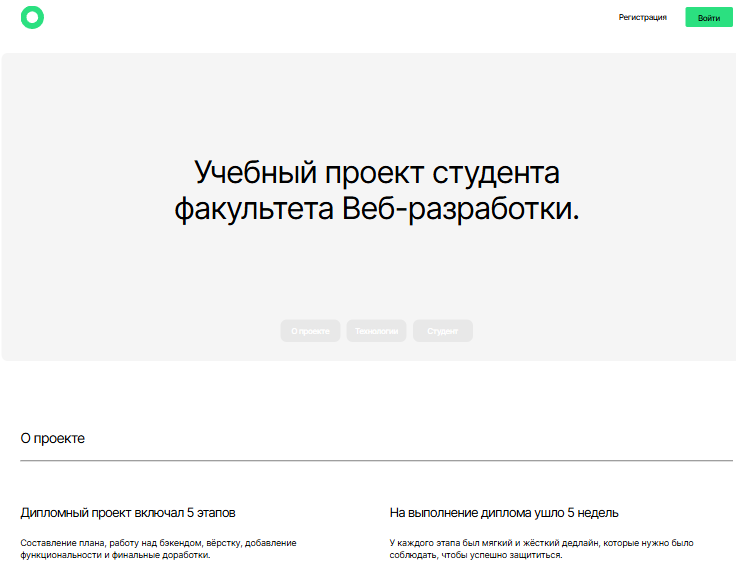 Регистрация
Войти
Учебный проект студента
факультета Веб-разработки.
О проекте
Технологии
Студент
О проекте
Дипломный проект включал 5 этапов
На выполнение диплома ушло 5 недель
Составление плана, работу над бэкендом, вёрстку, добавление
функциональности и финальные доработки.
У каждого этапа был мягкий и жёсткий дедлайн, которые нужно было
соблюдать, чтобы успешно защититься.